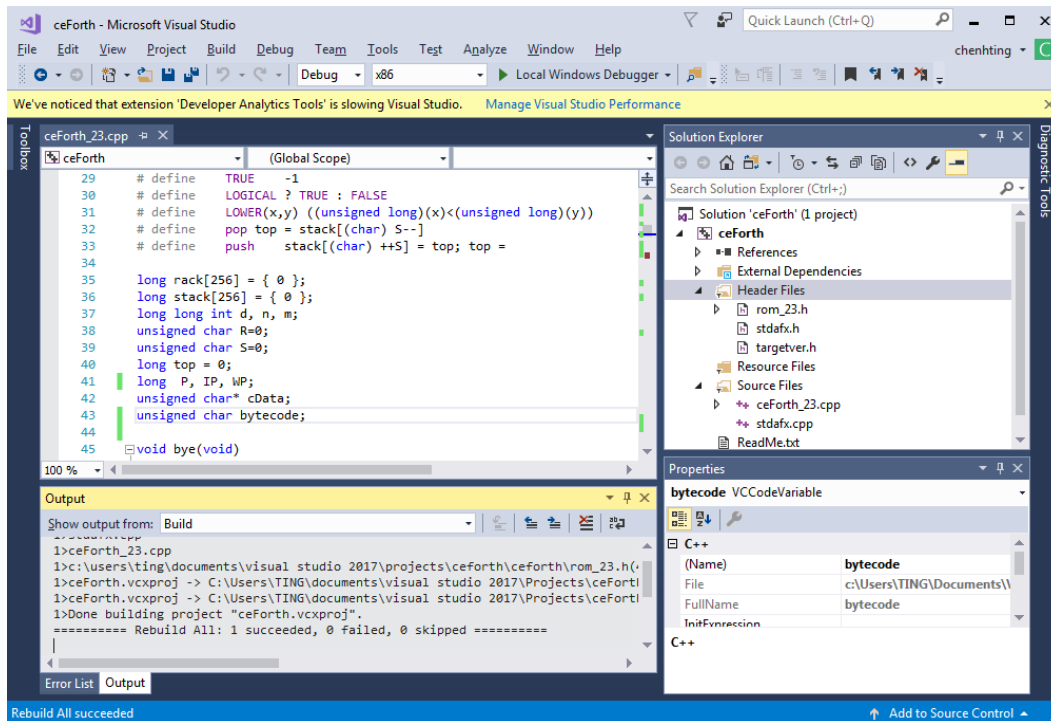 ceForth - Microsoft Visual Studio
Quick Launch (Ctrl+Q)
File Edit View Project Build Debug Team Tools Test Analyze Window Help
chenhting
C
Debug x86 Local Windows Debugger
We've noticed that extension 'Developer Analytics Tools' is slowing Visual Studio. Manage Visual Studio Performance
Toolbox
ceForth_23.cpp
ceForth (Global Scope)
29 # define TRUE -1
30 # define LOGICAL ? TRUE : FALSE
31 # define LOWER(x,y) ((unsigned long)(x)<(unsigned long)(y))
32 # define pop top = stack[(char) S--]
33 # define push stack[(char) ++S] = top; top =
34
35 long rack[256] = { 0 };
36 long stack[256] = { 0 };
37 long long int d, n, m;
38 unsigned char R=0;
39 unsigned char S=0;
40 long top = 0;
41 long P, IP, WP;
42 unsigned char* cData;
43 unsigned char bytecode;
44
45 void bye(void)
100 %
Output
Show output from: Build
1>stdafx.cpp
1>ceForth_23.cpp
1>c:\users\ting\documents\visual studio 2017\projects\ceforth\ceforth\rom_23.h(
1>ceForth.vcxproj -> C:\Users\TING\documents\visual studio 2017\Projects\ceFort
1>ceForth.vcxproj -> C:\Users\TING\documents\visual studio 2017\Projects\ceFort
1>Done building project "ceForth.vcxproj".
========== Rebuild All: 1 succeeded, 0 failed, 0 skipped ==========
Error List Output
Solution Explorer
Search Solution Explorer (Ctrl+;)
Solution 'ceForth' (1 project)
ceForth
References
External Dependencies
Header Files
rom_23.h
stdafx.h
targetver.h
Resource Files
Source Files
ceForth_23.cpp
stdafx.cpp
ReadMe.txt
Properties
bytecode VCCodeVariable
C++
(Name) bytecode
File c:\Users\TING\Documents\
FullName bytecode
InitExpression
C++
Diagnostic Tools
Rebuild All succeeded
Add to Source Control